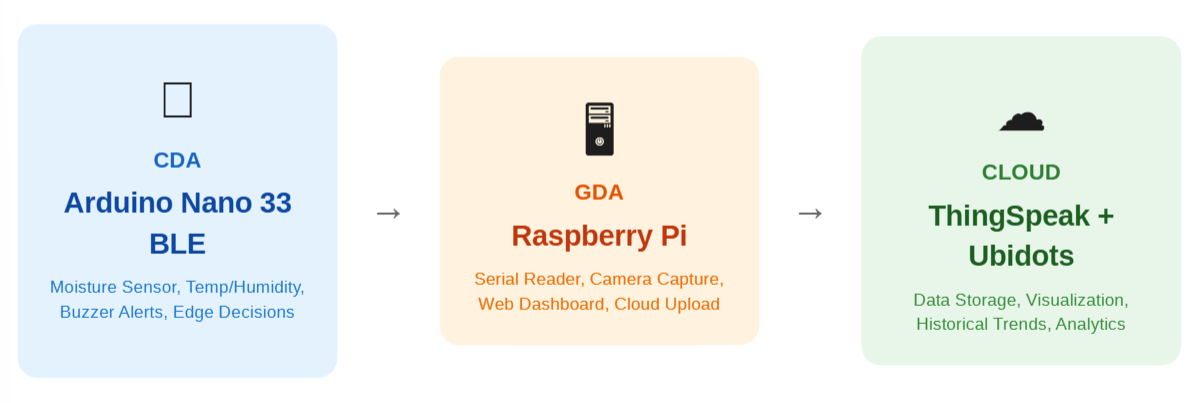 CDA
Arduino Nano 33
BLE
Moisture Sensor, Temp/Humidity,
Buzzer Alerts, Edge Decisions
→
GDA
Raspberry Pi
Serial Reader, Camera Capture,
Web Dashboard, Cloud Upload
→
CLOUD
ThingSpeak +
Ubidots
Data Storage, Visualization,
Historical Trends, Analytics